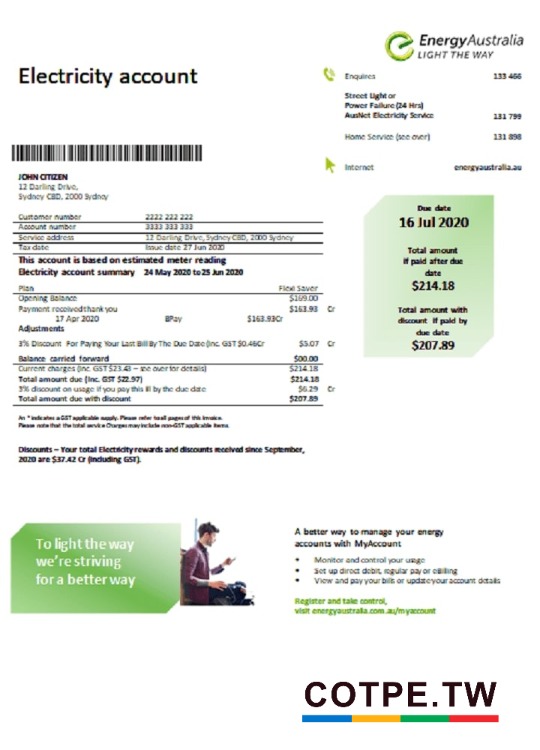 EnergyAustralia
LIGHT THE WAY
Electricity account
Enquires 133 466
Street Light or
Power Failure (24 Hrs)
AusNet Electricity Service 131 799
Home Service (see over) 131 898
Internet energyaustralia.au
JOHN CITIZEN
12 Darling Drive,
Sydney CBD, 2000 Sydney
Customer number 2222 222 222
Account number 3333 333 333
Service address 12 Darling Drive, Sydney CBD, 2000 Sydney
Tax date Issue date 27 Jun 2020
This account is based on estimated meter reading
Electricity account summary 24 May 2020 to 25 Jun 2020
Plan Flexi Saver
Opening Balance $169.00
Payment received thank you $163.93 Cr
17 Apr 2020 BPay $163.93Cr
Adjustments
3% Discount For Paying Your Last Bill By The Due Date (inc. GST $0.46Cr $5.07 Cr
Balance carried forward $00.00
Current charges (inc. GST $23.43 – see over for details) $214.18
Total amount due (inc. GST $22.97) $214.18
3% discount on usage if you pay this ill by the due date $6.29 Cr
Total amount due with discount $207.89
An * indicates a GST applicable supply. Please refer to all pages of this invoice.
Please note that the total service Charges may include non-GST applicable items.
Discounts – Your total Electricity rewards and discounts received since September,
2020 are $37.42 Cr (including GST).
Due date
16 Jul 2020
Total amount
if paid after due
date
$214.18
Total amount with
discount if paid by
due date
$207.89
To light the way
we're striving
for a better way
A better way to manage your energy
accounts with MyAccount
• Monitor and control your usage
• Set up direct debit, regular pay or eBilling
• View and pay your bills or update your account details
Register and take control,
visit energyaustralia.com.au/myaccount
COTPE.TW